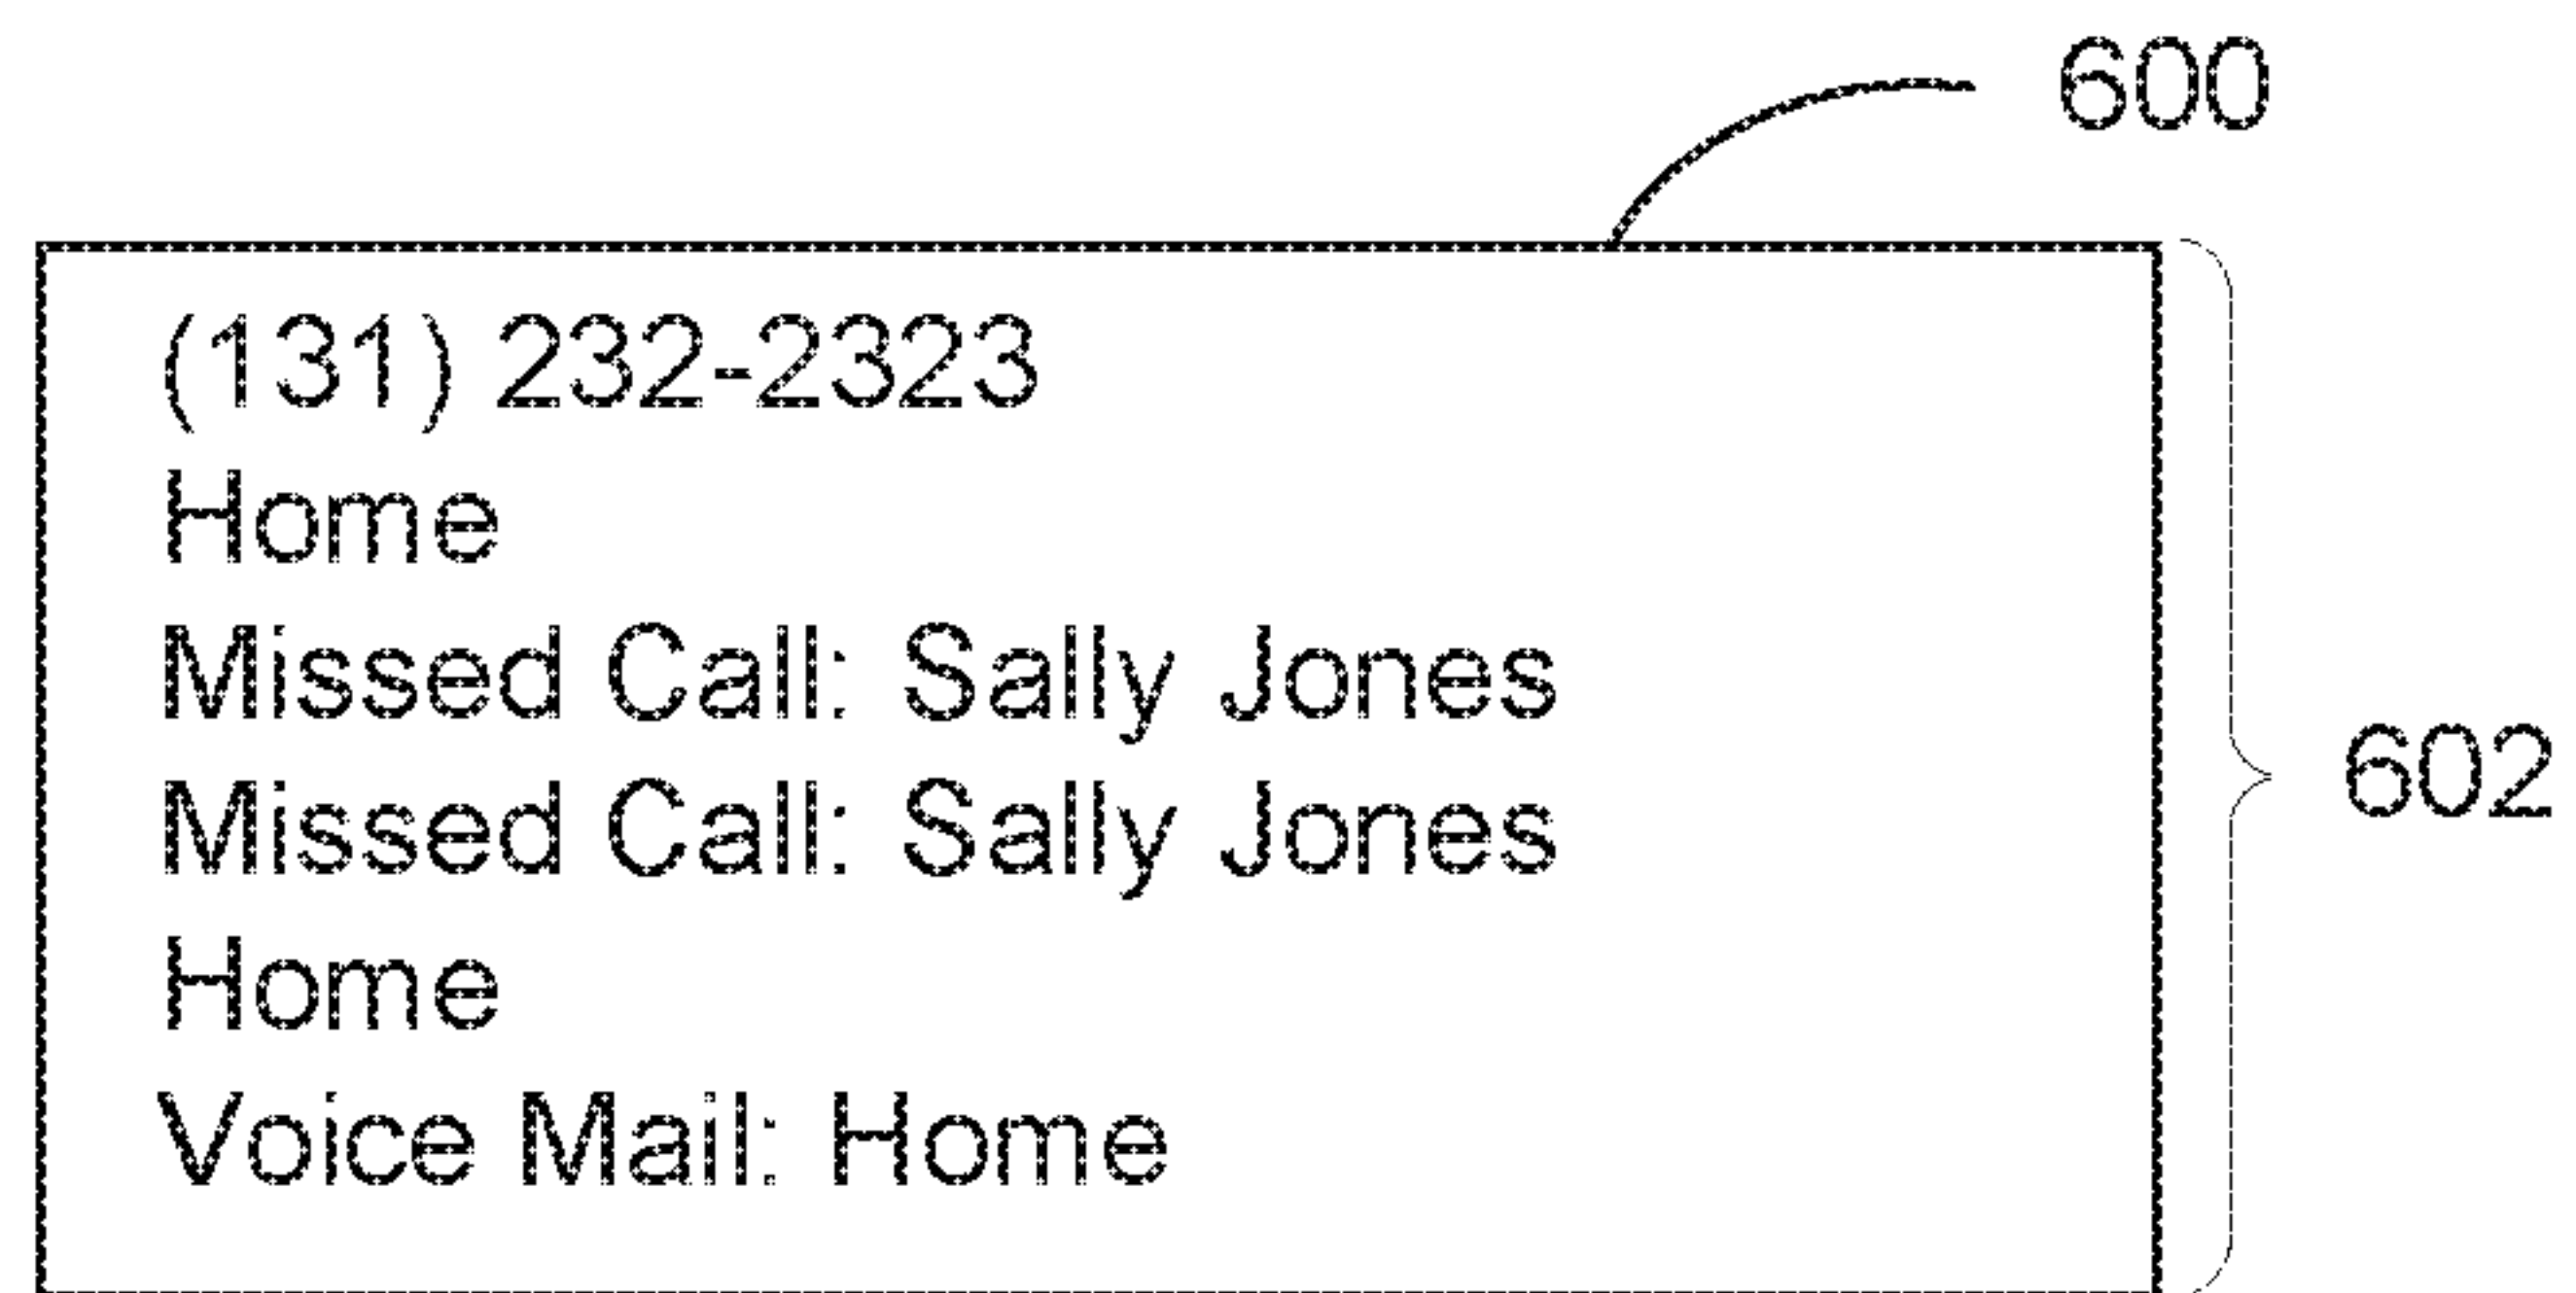 600
(131) 232-2323
Home
Missed Call: Sally Jones
Missed Call: Sally Jones
602
Home
Voice Mail: Home